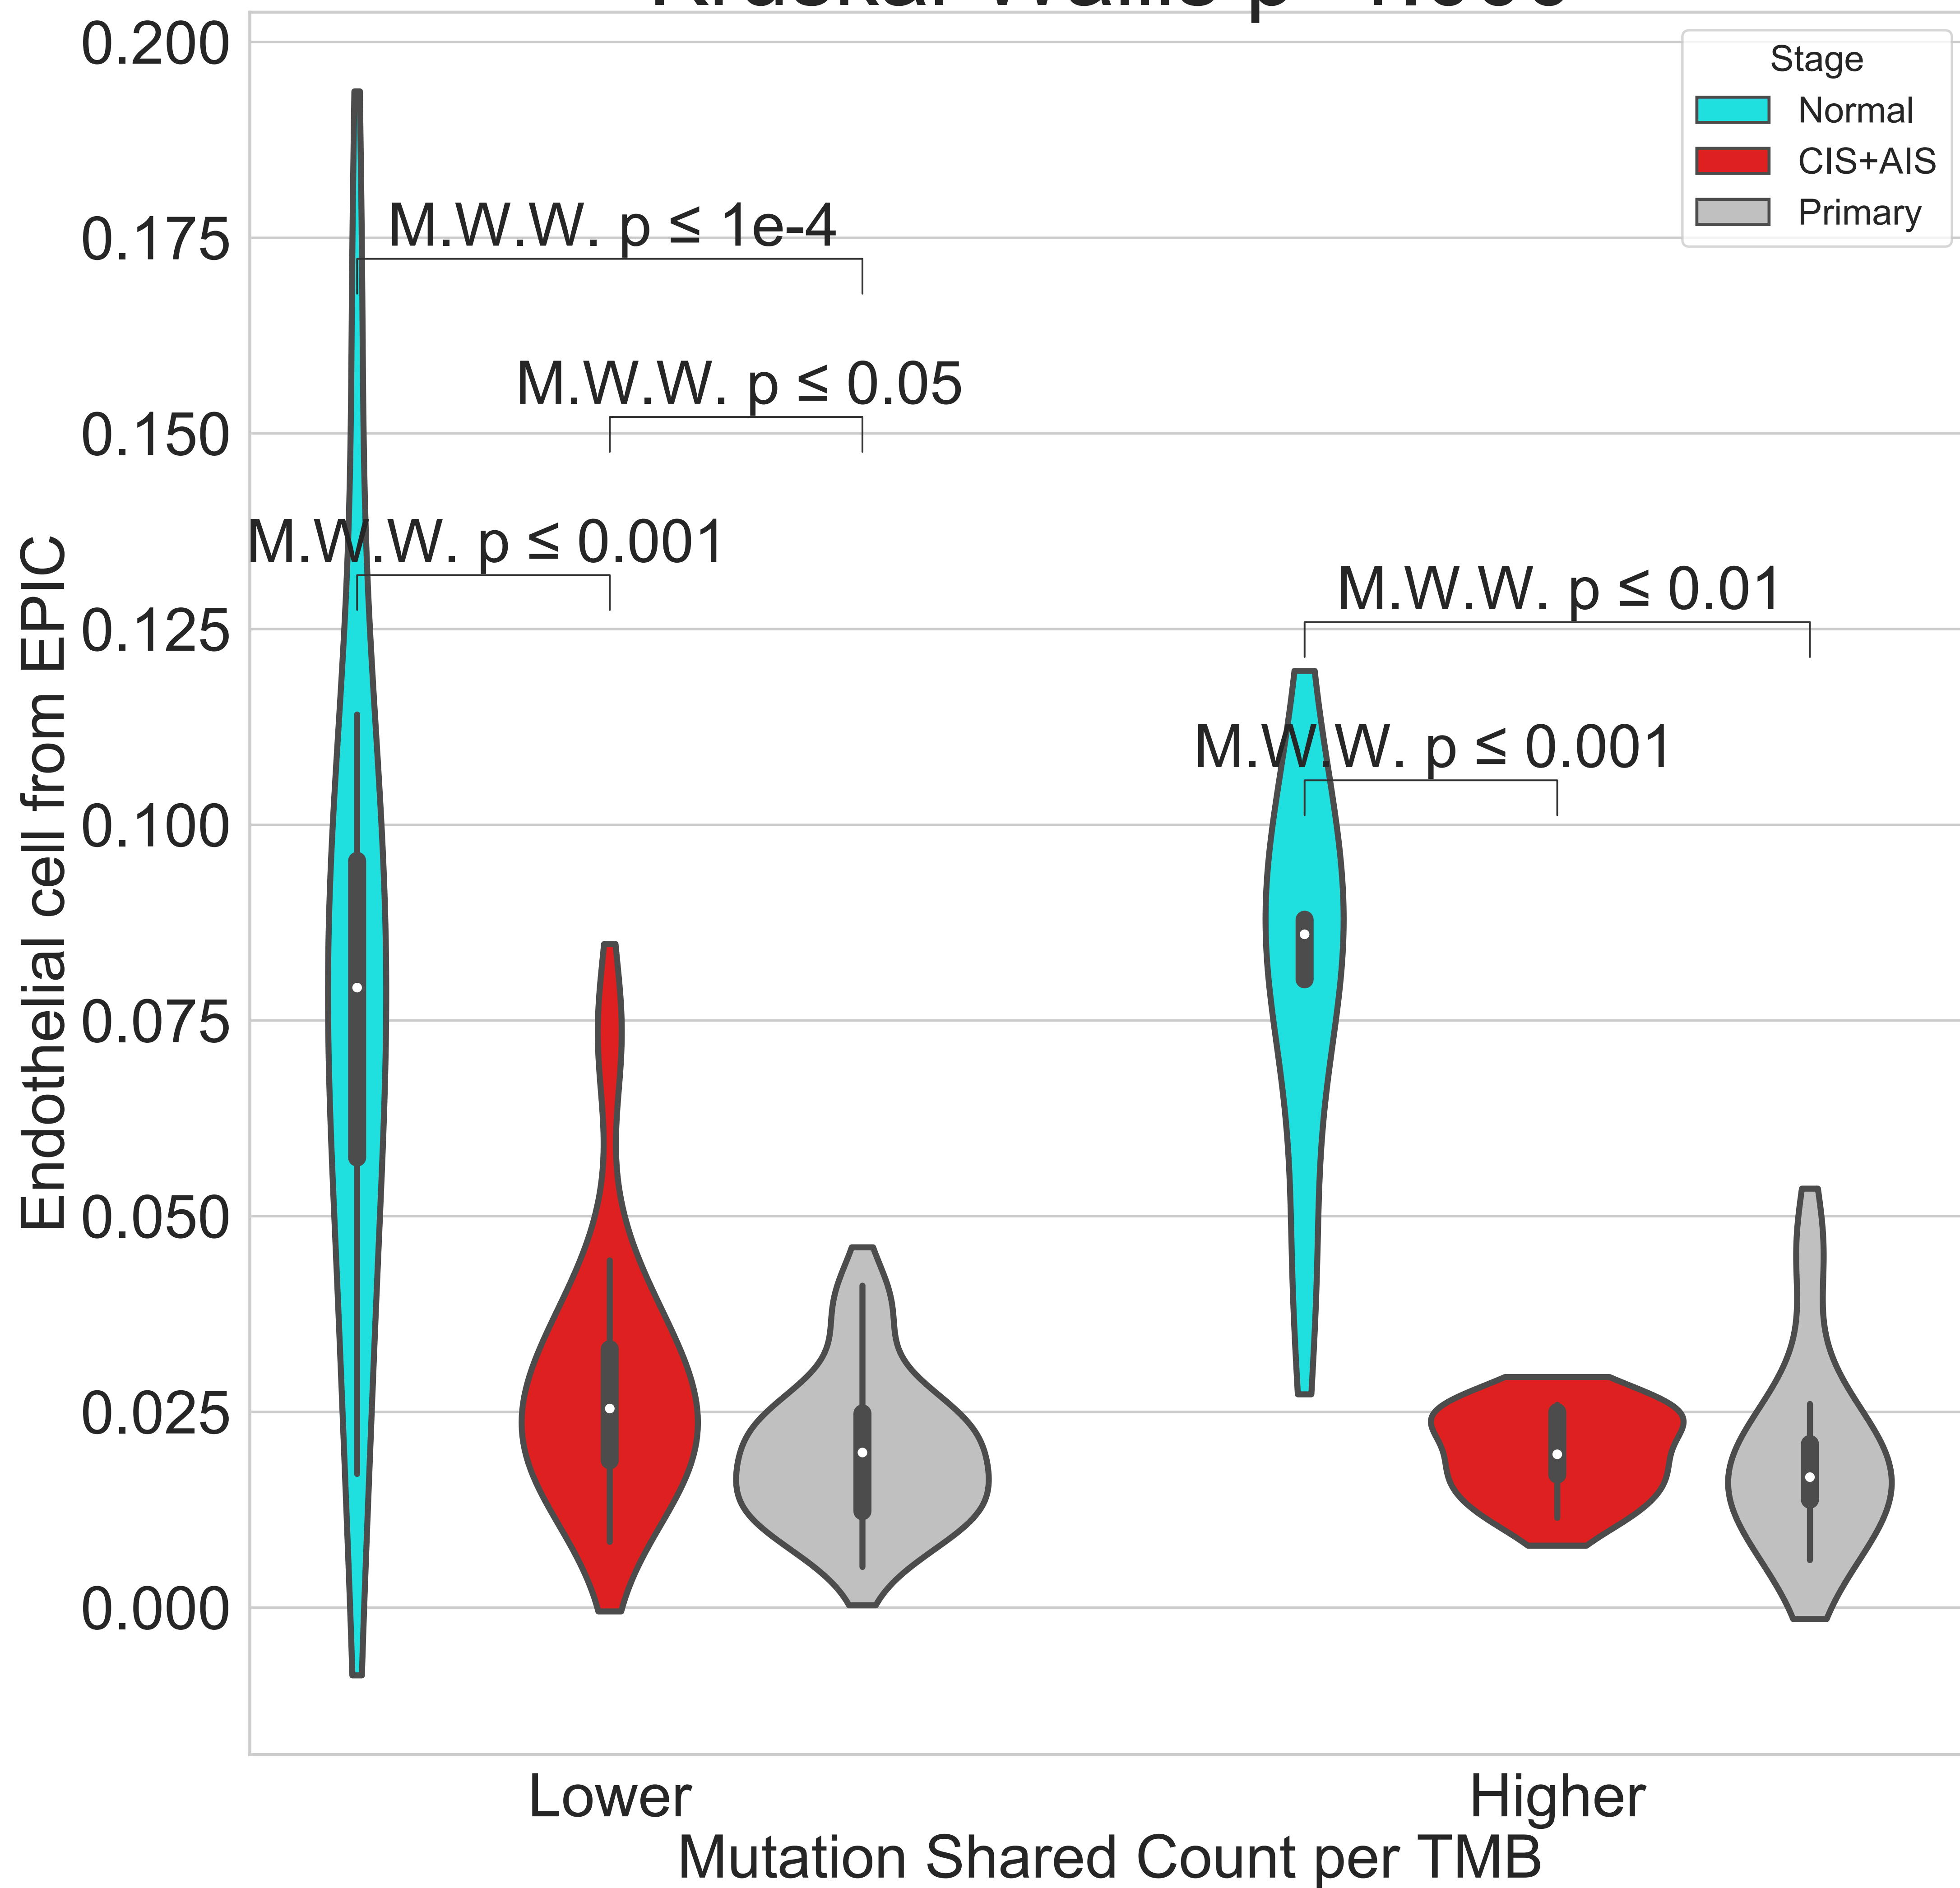 0.200
0.175
0.150
0.125
0.100
0.075
0.050
0.025
0.000
Endothelial cell from EPIC
Stage
Normal
CIS+AIS
Primary
M.W.W. p ≤ 1e-4
M.W.W. p ≤ 0.05
M.W.W. p ≤ 0.001
M.W.W. p ≤ 0.01
M.W.W. p ≤ 0.001
Lower
Higher
Mutation Shared Count per TMB